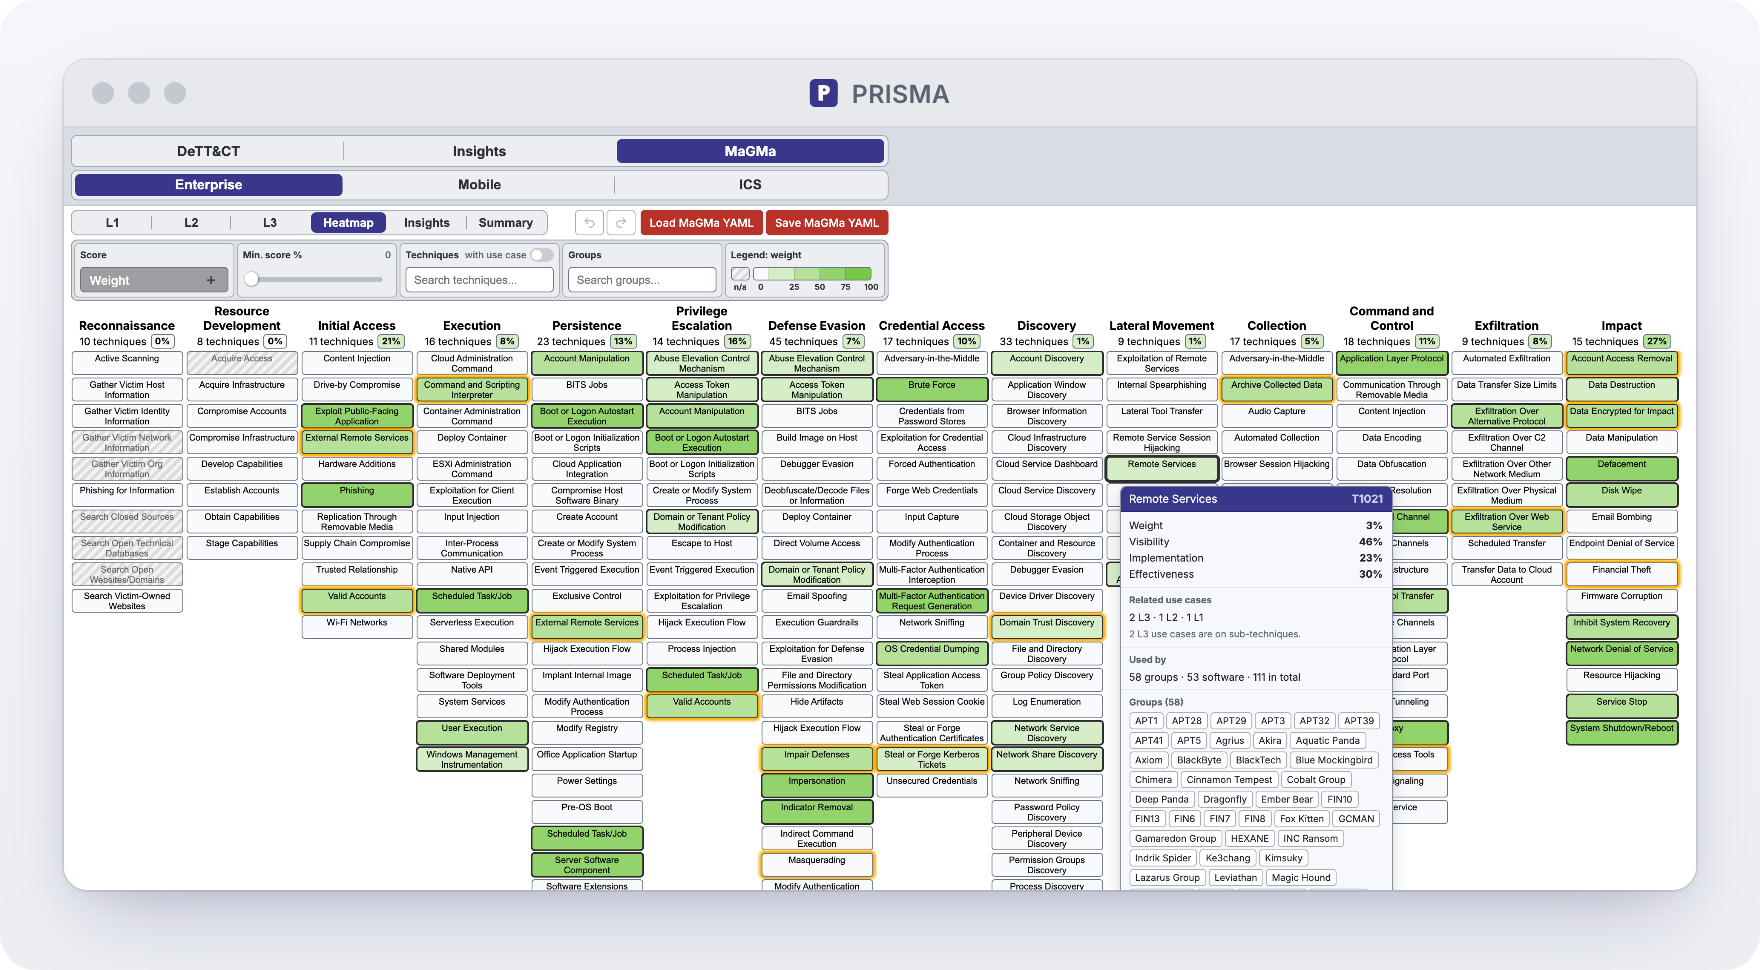 P PRISMA
DeTT&CT
Insights
MaGMa
Enterprise
Mobile
ICS
L1
L2
L3
Heatmap
Insights
Summary
Load MaGMa YAML
Save MaGMa YAML
Score
Weight +
Min. score % 0
Techniques with use case
Search techniques...
Groups
Search groups...
Legend: weight
n/a 0 25 50 75 100
Reconnaissance
10 techniques 0%
Active Scanning
Gather Victim Host
Information
Gather Victim Identity
Information
Gather Victim Network
Information
Gather Victim Org
Information
Phishing for Information
Search Closed Sources
Search Open Technical
Databases
Search Open
Websites/Domains
Search Victim-Owned
Websites
Resource
Development
8 techniques 0%
Acquire Access
Acquire Infrastructure
Compromise Accounts
Compromise Infrastructure
Develop Capabilities
Establish Accounts
Obtain Capabilities
Stage Capabilities
Initial Access
11 techniques 21%
Content Injection
Drive-by Compromise
Exploit Public-Facing
Application
External Remote Services
Hardware Additions
Phishing
Replication Through
Removable Media
Supply Chain Compromise
Trusted Relationship
Valid Accounts
Wi-Fi Networks
Execution
16 techniques 8%
Cloud Administration
Command
Command and Scripting
Interpreter
Container Administration
Command
Deploy Container
ESXi Administration
Command
Exploitation for Client
Execution
Input Injection
Inter-Process
Communication
Native API
Scheduled Task/Job
Serverless Execution
Shared Modules
Software Deployment
Tools
System Services
User Execution
Windows Management
Instrumentation
Persistence
23 techniques 13%
Account Manipulation
BITS Jobs
Boot or Logon Autostart
Execution
Boot or Logon Initialization
Scripts
Cloud Application
Integration
Compromise Host
Software Binary
Create Account
Create or Modify System
Process
Event Triggered Execution
Exclusive Control
External Remote Services
Hijack Execution Flow
Implant Internal Image
Modify Authentication
Process
Modify Registry
Office Application Startup
Power Settings
Pre-OS Boot
Scheduled Task/Job
Server Software
Component
Software Extensions
Privilege
Escalation
14 techniques 16%
Abuse Elevation Control
Mechanism
Access Token
Manipulation
Account Manipulation
Boot or Logon Autostart
Execution
Boot or Logon Initialization
Scripts
Create or Modify System
Process
Domain or Tenant Policy
Modification
Escape to Host
Event Triggered Execution
Exploitation for Privilege
Escalation
Hijack Execution Flow
Process Injection
Scheduled Task/Job
Valid Accounts
Defense Evasion
45 techniques 7%
Abuse Elevation Control
Mechanism
Access Token
Manipulation
BITS Jobs
Build Image on Host
Debugger Evasion
Deobfuscate/Decode Files
or Information
Deploy Container
Direct Volume Access
Domain or Tenant Policy
Modification
Email Spoofing
Execution Guardrails
Exploitation for Defense
Evasion
File and Directory
Permissions Modification
Hide Artifacts
Hijack Execution Flow
Impair Defenses
Impersonation
Indicator Removal
Indirect Command
Execution
Masquerading
Modify Authentication
Credential Access
17 techniques 10%
Adversary-in-the-Middle
Brute Force
Credentials from
Password Stores
Exploitation for Credential
Access
Forced Authentication
Forge Web Credentials
Input Capture
Modify Authentication
Process
Multi-Factor Authentication
Interception
Multi-Factor Authentication
Request Generation
Network Sniffing
OS Credential Dumping
Steal Application Access
Token
Steal Web Session Cookie
Steal or Forge
Authentication Certificates
Steal or Forge Kerberos
Tickets
Unsecured Credentials
Discovery
33 techniques 1%
Account Discovery
Application Window
Discovery
Browser Information
Discovery
Cloud Infrastructure
Discovery
Cloud Service Dashboard
Cloud Service Discovery
Cloud Storage Object
Discovery
Container and Resource
Discovery
Debugger Evasion
Device Driver Discovery
Domain Trust Discovery
File and Directory
Discovery
Group Policy Discovery
Log Enumeration
Network Service
Discovery
Network Share Discovery
Network Sniffing
Password Policy
Discovery
Peripheral Device
Discovery
Permission Groups
Discovery
Process Discovery
Lateral Movement
9 techniques 1%
Exploitation of Remote
Services
Internal Spearphishing
Lateral Tool Transfer
Remote Service Session
Hijacking
Remote Services
Remote Services T1021
Weight 3%
Visibility 46%
Implementation 23%
Effectiveness 30%
Related use cases
2 L3 · 1 L2 · 1 L1
2 L3 use cases are on sub-techniques.
Used by
58 groups · 53 software · 111 in total
Groups (58)
APT1 APT28 APT29 APT3 APT32 APT39
APT41 APT5 Agrius Akira Aquatic Panda
Axiom BlackByte BlackTech Blue Mockingbird
Chimera Cinnamon Tempest Cobalt Group
Deep Panda Dragonfly Ember Bear FIN10
FIN13 FIN6 FIN7 FIN8 Fox Kitten GCMAN
Gamaredon Group HEXANE INC Ransom
Indrik Spider Ke3chang Kimsuky
Lazarus Group Leviathan Magic Hound
Collection
17 techniques 5%
Adversary-in-the-Middle
Archive Collected Data
Audio Capture
Automated Collection
Browser Session Hijacking
Command and
Control
18 techniques 11%
Application Layer Protocol
Communication Through
Removable Media
Content Injection
Data Encoding
Data Obfuscation
Resolution
Channel
Channels
structure
Transfer
Channels
ation Layer
ocol
dard Port
unneling
xy
cess Tools
ignaling
ervice
Exfiltration
9 techniques 8%
Automated Exfiltration
Data Transfer Size Limits
Exfiltration Over
Alternative Protocol
Exfiltration Over C2
Channel
Exfiltration Over Other
Network Medium
Exfiltration Over Physical
Medium
Exfiltration Over Web
Service
Scheduled Transfer
Transfer Data to Cloud
Account
Impact
15 techniques 27%
Account Access Removal
Data Destruction
Data Encrypted for Impact
Data Manipulation
Defacement
Disk Wipe
Email Bombing
Endpoint Denial of Service
Financial Theft
Firmware Corruption
Inhibit System Recovery
Network Denial of Service
Resource Hijacking
Service Stop
System Shutdown/Reboot